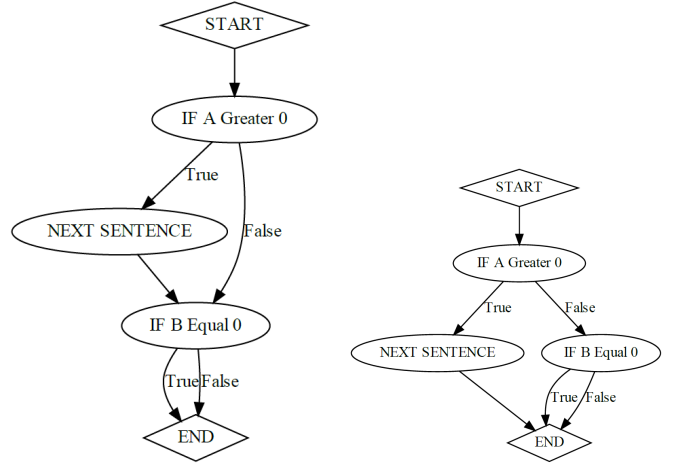 START
IF A Greater 0
True
NEXT SENTENCE
False
IF B Equal 0
True
False
END
START
IF A Greater 0
True
False
NEXT SENTENCE
IF B Equal 0
True
False
END